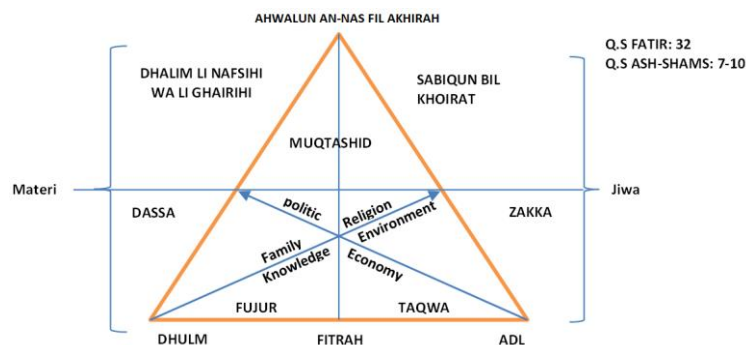 AHWALUN AN-NAS FIL AKHIRAH
Q.S FATIR: 32
Q.S ASH-SHAMS: 7-10
DHALIM LI NAFSIHI
WA LI GHAIRIHI
SABIQUN BIL
KHOIRAT
MUQTASHID
Materi
Jiwa
DASSA
politic
Religion
Environment
ZAKKA
Family
Knowledge
Economy
FUJUR
TAQWA
DHULM
FITRAH
ADL